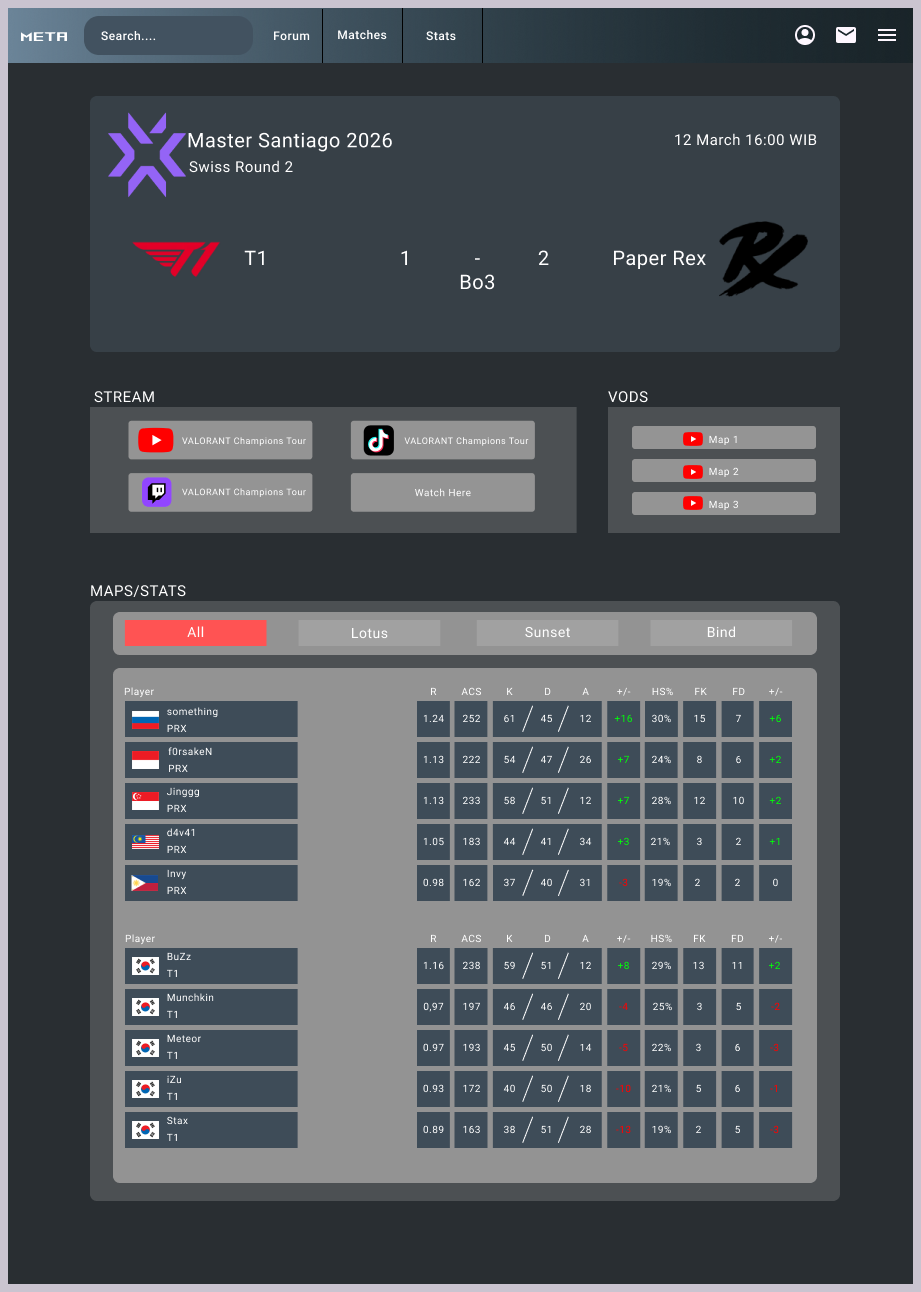 META Search.... Forum Matches Stats
Master Santiago 2026
12 March 16:00 WIB
Swiss Round 2
T1 1 - 2 Paper Rex
Bo3
STREAM
VALORANT Champions Tour
VALORANT Champions Tour
VALORANT Champions Tour
Watch Here
VODS
Map 1
Map 2
Map 3
MAPS/STATS
All Lotus Sunset Bind
Player R ACS K D A +/- HS% FK FD +/-
something
PRX
1.24 252 61 / 45 / 12 +16 30% 15 7 +6
f0rsakeN
PRX
1.13 222 54 / 47 / 26 +7 24% 8 6 +2
Jinggg
PRX
1.13 233 58 / 51 / 12 +7 28% 12 10 +2
d4v41
PRX
1.05 183 44 / 41 / 34 +3 21% 3 2 +1
Invy
PRX
0.98 162 37 / 40 / 31 19% 2 2 0
Player R ACS K D A +/- HS% FK FD +/-
BuZz
T1
1.16 238 59 / 51 / 12 +8 29% 13 11 +2
Munchkin
T1
0,97 197 46 / 46 / 20 25% 3 5
Meteor
T1
0.97 193 45 / 50 / 14 22% 3 6
iZu
T1
0.93 172 40 / 50 / 18 -10 21% 5 6
Stax
T1
0.89 163 38 / 51 / 28 19% 2 5